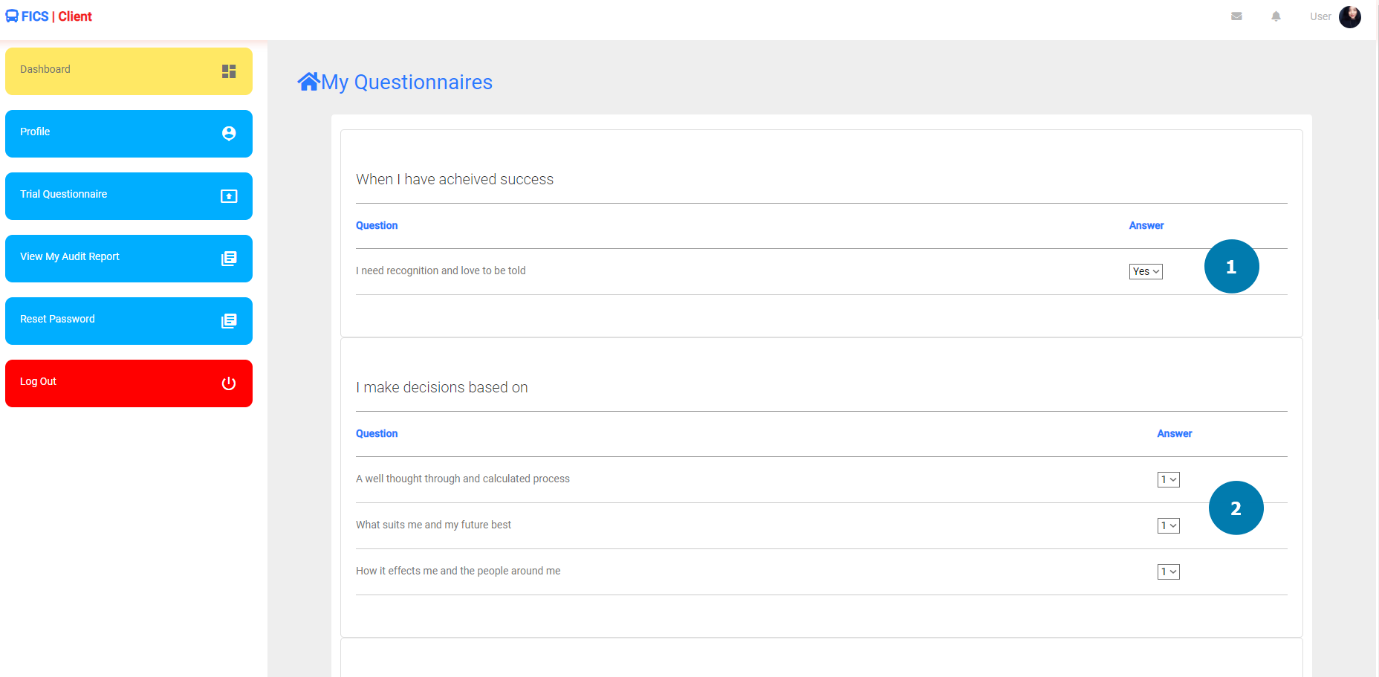 FICS | Client
User
Dashboard
Profile
Trial Questionnaire
View My Audit Report
Reset Password
Log Out
My Questionnaires
When I have acheived success
Question Answer
I need recognition and love to be told Yes
1
I make decisions based on
Question Answer
A well thought through and calculated process 1
2
What suits me and my future best 1
How it effects me and the people around me 1